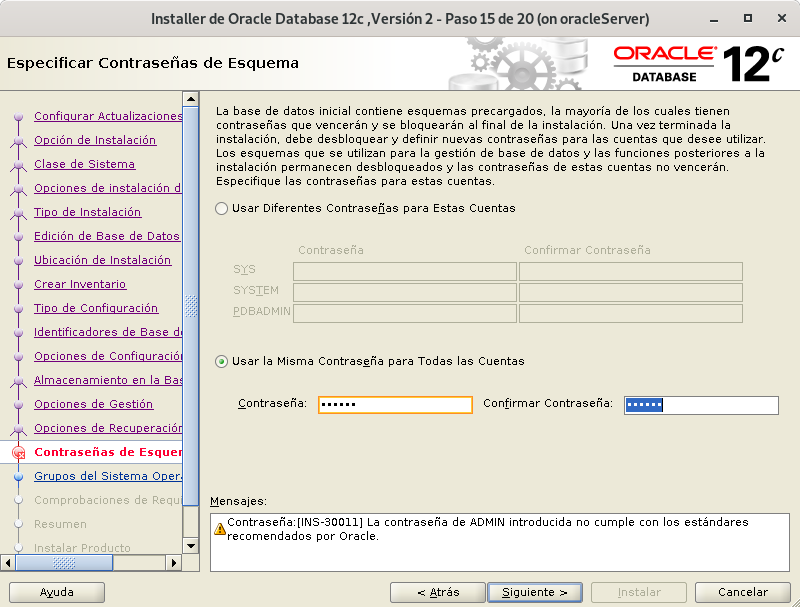 Installer de Oracle Database 12c ,Versión 2 - Paso 15 de 20 (on oracleServer)
Especificar Contraseñas de Esquema
ORACLE
DATABASE
12c
Configurar Actualizaciones
Opción de Instalación
Clase de Sistema
Opciones de instalación d
Tipo de Instalación
Edición de Base de Datos
Ubicación de Instalación
Crear Inventario
Tipo de Configuración
Identificadores de Base de
Opciones de Configuración
Almacenamiento en la Bas
Opciones de Gestión
Opciones de Recuperación
Contraseñas de Esquem
Grupos del Sistema Opera
Comprobaciones de Requi
Resumen
Instalar Producto
La base de datos inicial contiene esquemas precargados, la mayoría de los cuales tienen
contraseñas que vencerán y se bloquearán al final de la instalación. Una vez terminada la
instalación, debe desbloquear y definir nuevas contraseñas para las cuentas que desee utilizar.
Los esquemas que se utilizan para la gestión de base de datos y las funciones posteriores a la
instalación permanecen desbloqueados y las contraseñas de estas cuentas no vencerán.
Especifique las contraseñas para estas cuentas.
Usar Diferentes Contraseñas para Estas Cuentas
Contraseña Confirmar Contraseña
SYS
SYSTEM
PDBADMIN
Usar la Misma Contraseña para Todas las Cuentas
Contraseña: •••••• Confirmar Contraseña: ••••••
Mensajes:
Contraseña:[INS-30011] La contraseña de ADMIN introducida no cumple con los estándares
recomendados por Oracle.
Ayuda < Atrás Siguiente > Instalar Cancelar